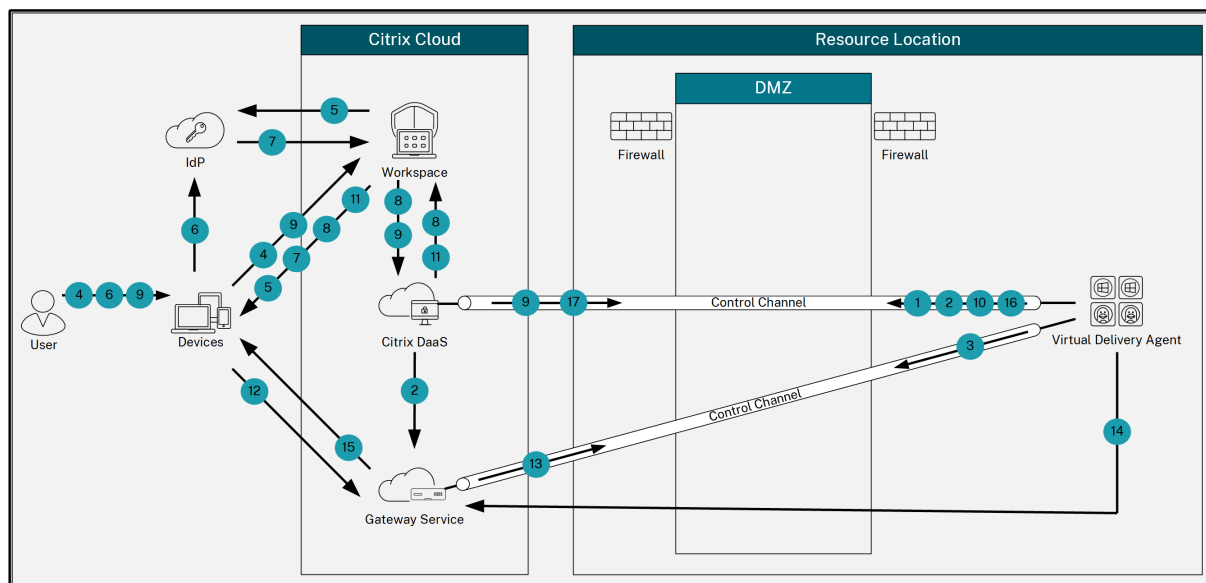 Citrix Cloud
Resource Location
DMZ
5
7
IdP
Workspace
Firewall
Firewall
6
11
8
8
9
8
9
7
4
11
5
4 6 9
User
Devices
Citrix DaaS
9 17
Control Channel
1 2 10 16
Virtual Delivery Agent
3
2
12
Control Channel
14
15
13
Gateway Service